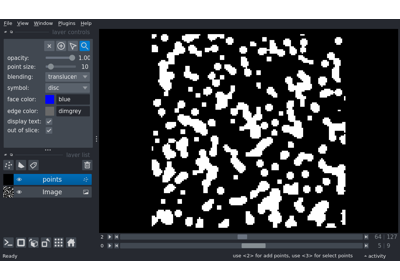 File View Window Plugins Help
layer controls
opacity: 1.00
point size: 10
blending: translucen
symbol: disc
face color: blue
edge color: dimgrey
display text:
out of slice:
layer list
points
Image
2 64 127
0 5 9
Ready use <2> for add points, use <3> for select points activity